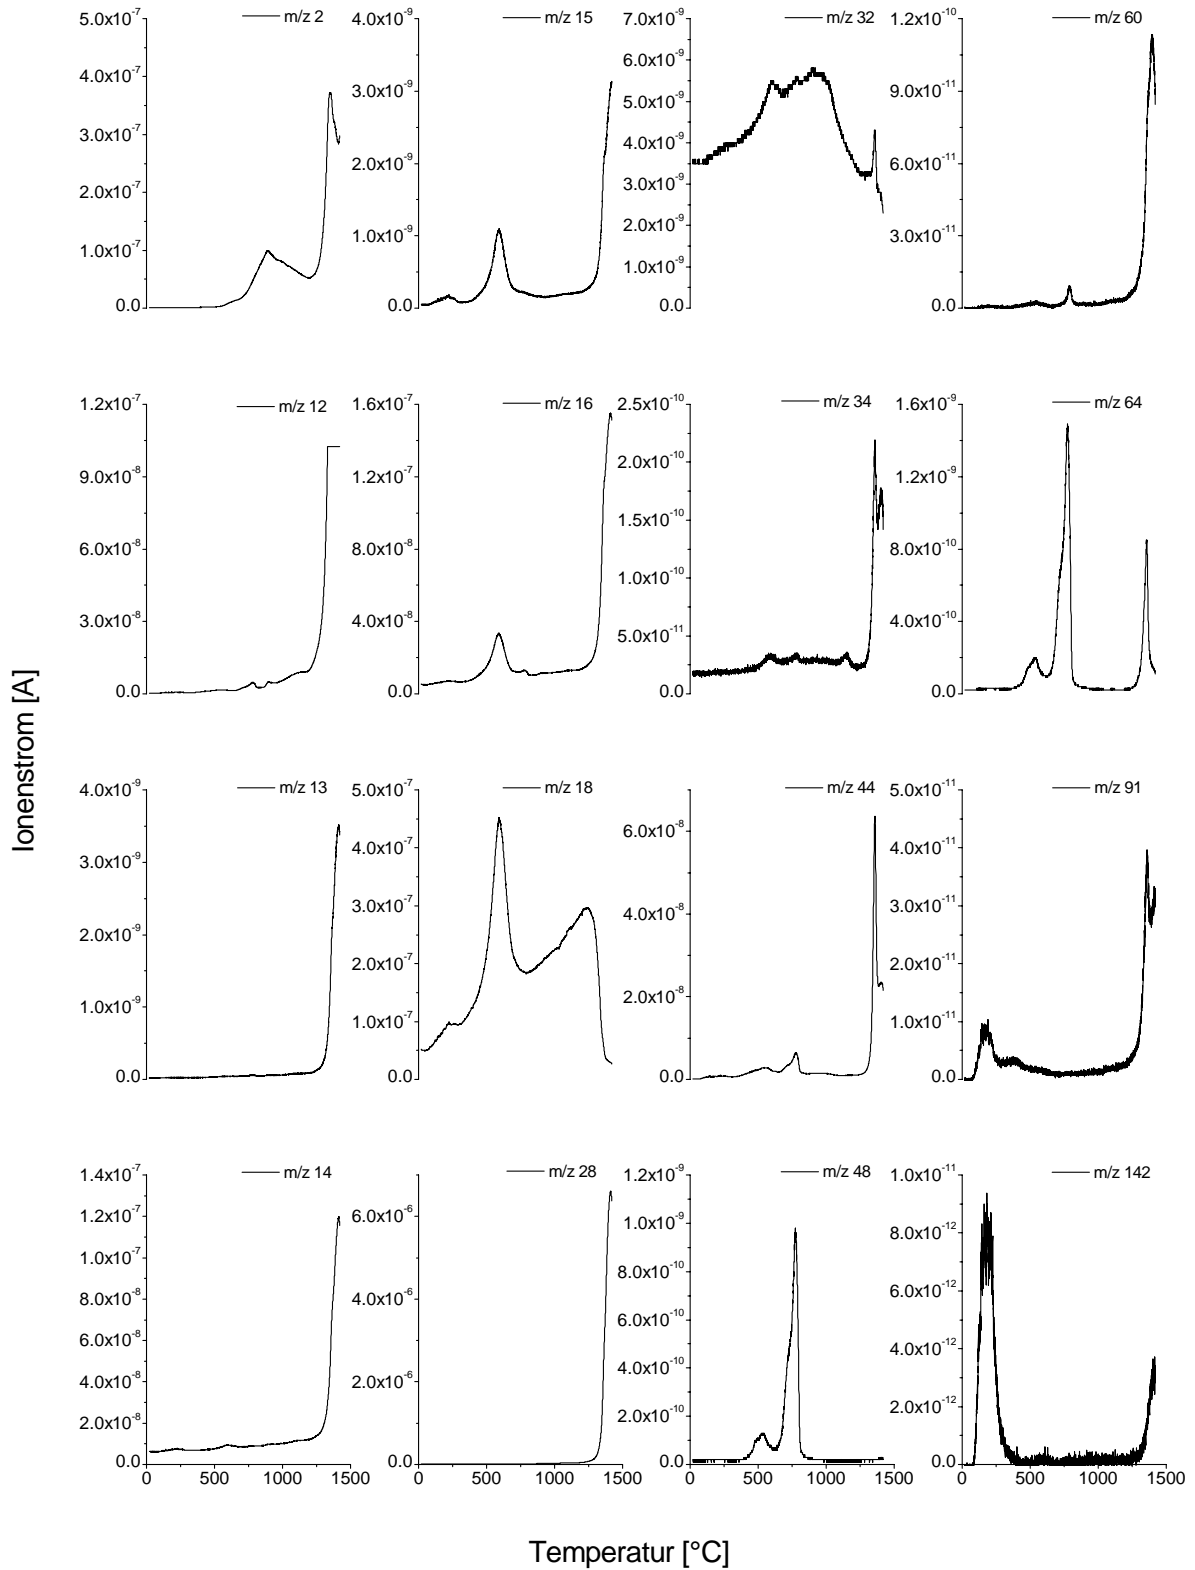 Ionenstrom [A]
m/z 2
5.0x10⁻⁷
4.0x10⁻⁷
3.0x10⁻⁷
2.0x10⁻⁷
1.0x10⁻⁷
0.0
m/z 15
4.0x10⁻⁹
3.0x10⁻⁹
2.0x10⁻⁹
1.0x10⁻⁹
0.0
m/z 32
7.0x10⁻⁹
6.0x10⁻⁹
5.0x10⁻⁹
4.0x10⁻⁹
3.0x10⁻⁹
2.0x10⁻⁹
1.0x10⁻⁹
0.0
m/z 60
1.2x10⁻¹⁰
9.0x10⁻¹¹
6.0x10⁻¹¹
3.0x10⁻¹¹
0.0
m/z 12
1.2x10⁻⁷
9.0x10⁻⁸
6.0x10⁻⁸
3.0x10⁻⁸
0.0
m/z 16
1.6x10⁻⁷
1.2x10⁻⁷
8.0x10⁻⁸
4.0x10⁻⁸
0.0
m/z 34
2.5x10⁻¹⁰
2.0x10⁻¹⁰
1.5x10⁻¹⁰
1.0x10⁻¹⁰
5.0x10⁻¹¹
0.0
m/z 64
1.6x10⁻⁹
1.2x10⁻⁹
8.0x10⁻¹⁰
4.0x10⁻¹⁰
0.0
m/z 13
4.0x10⁻⁹
3.0x10⁻⁹
2.0x10⁻⁹
1.0x10⁻⁹
0.0
m/z 18
5.0x10⁻⁷
4.0x10⁻⁷
3.0x10⁻⁷
2.0x10⁻⁷
1.0x10⁻⁷
0.0
m/z 44
6.0x10⁻⁸
4.0x10⁻⁸
2.0x10⁻⁸
0.0
m/z 91
5.0x10⁻¹¹
4.0x10⁻¹¹
3.0x10⁻¹¹
2.0x10⁻¹¹
1.0x10⁻¹¹
0.0
m/z 14
1.4x10⁻⁷
1.2x10⁻⁷
1.0x10⁻⁷
8.0x10⁻⁸
6.0x10⁻⁸
4.0x10⁻⁸
2.0x10⁻⁸
0.0
0 500 1000 1500
m/z 28
6.0x10⁻⁶
4.0x10⁻⁶
2.0x10⁻⁶
0.0
0 500 1000 1500
m/z 48
1.2x10⁻⁹
1.0x10⁻⁹
8.0x10⁻¹⁰
6.0x10⁻¹⁰
4.0x10⁻¹⁰
2.0x10⁻¹⁰
0.0
0 500 1000 1500
m/z 142
1.0x10⁻¹¹
8.0x10⁻¹²
6.0x10⁻¹²
4.0x10⁻¹²
2.0x10⁻¹²
0.0
0 500 1000 1500
Temperatur [°C]